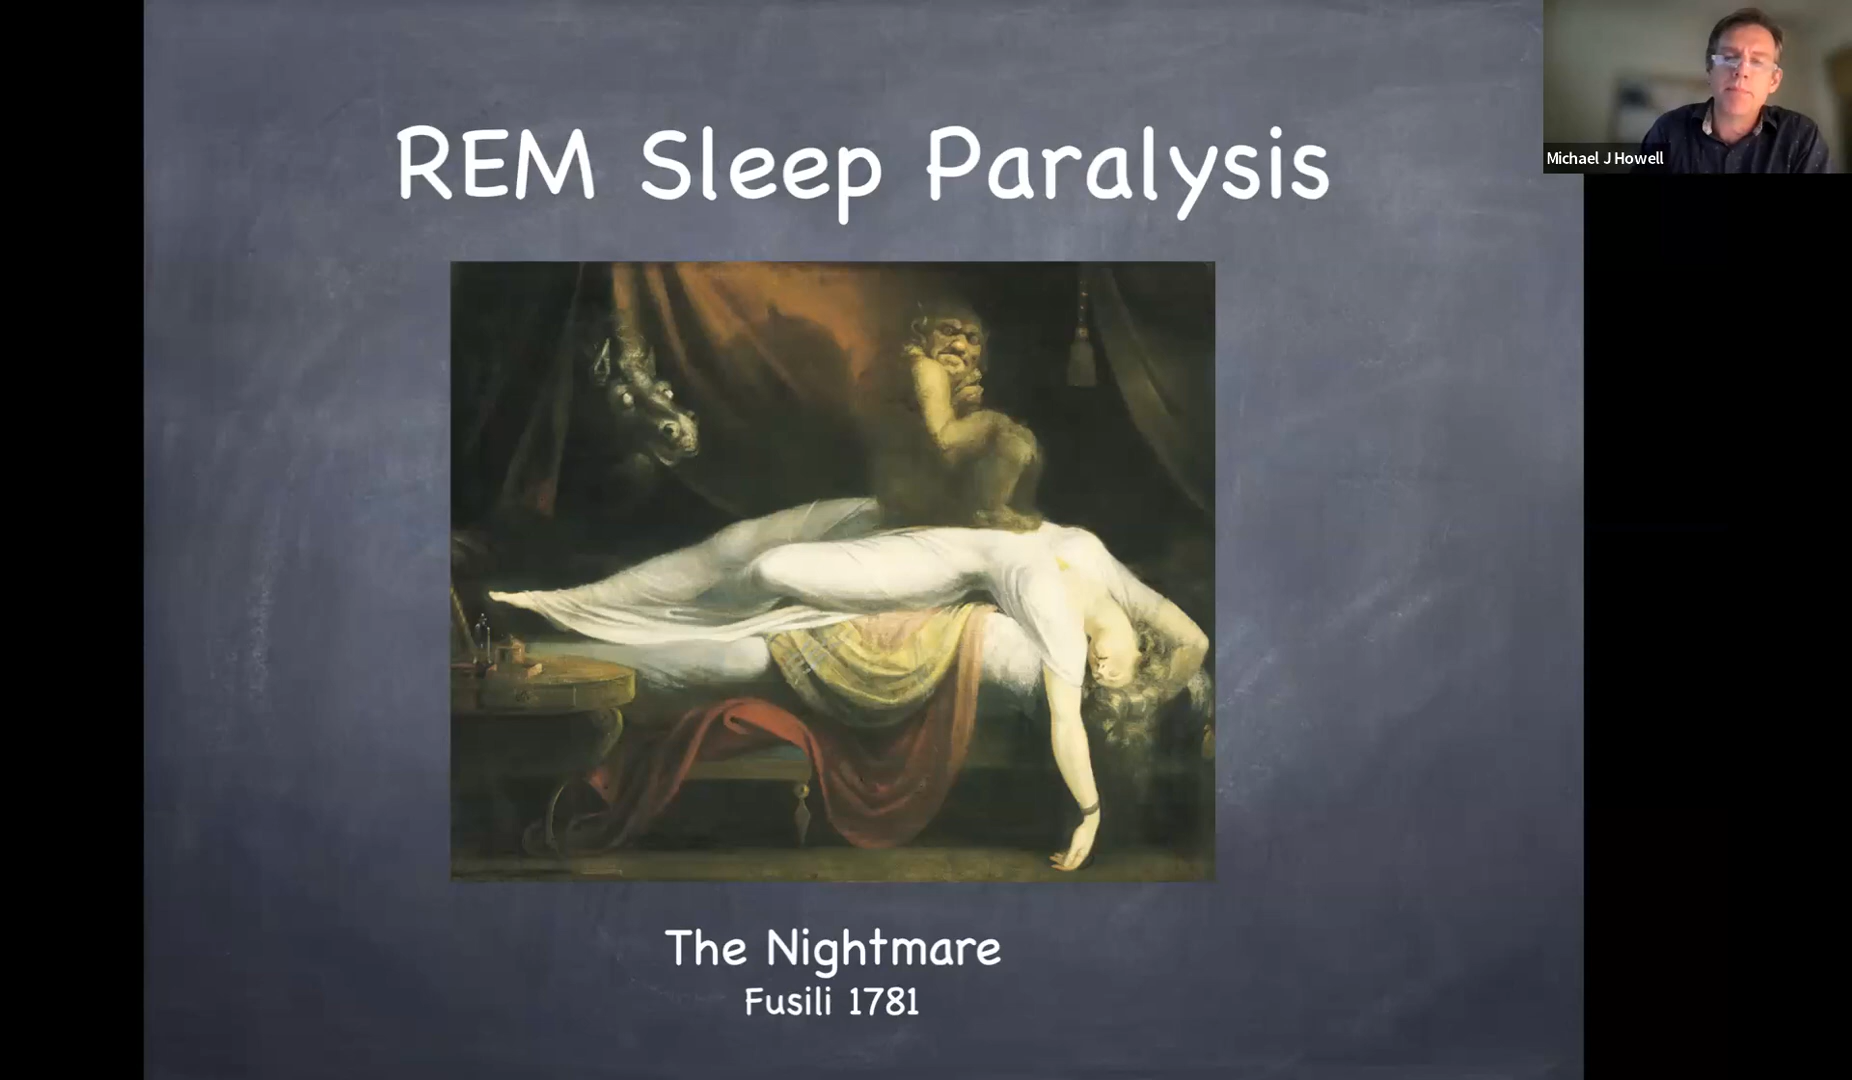 REM Sleep Paralysis
Michael J Howell
The Nightmare
Fusili 1781